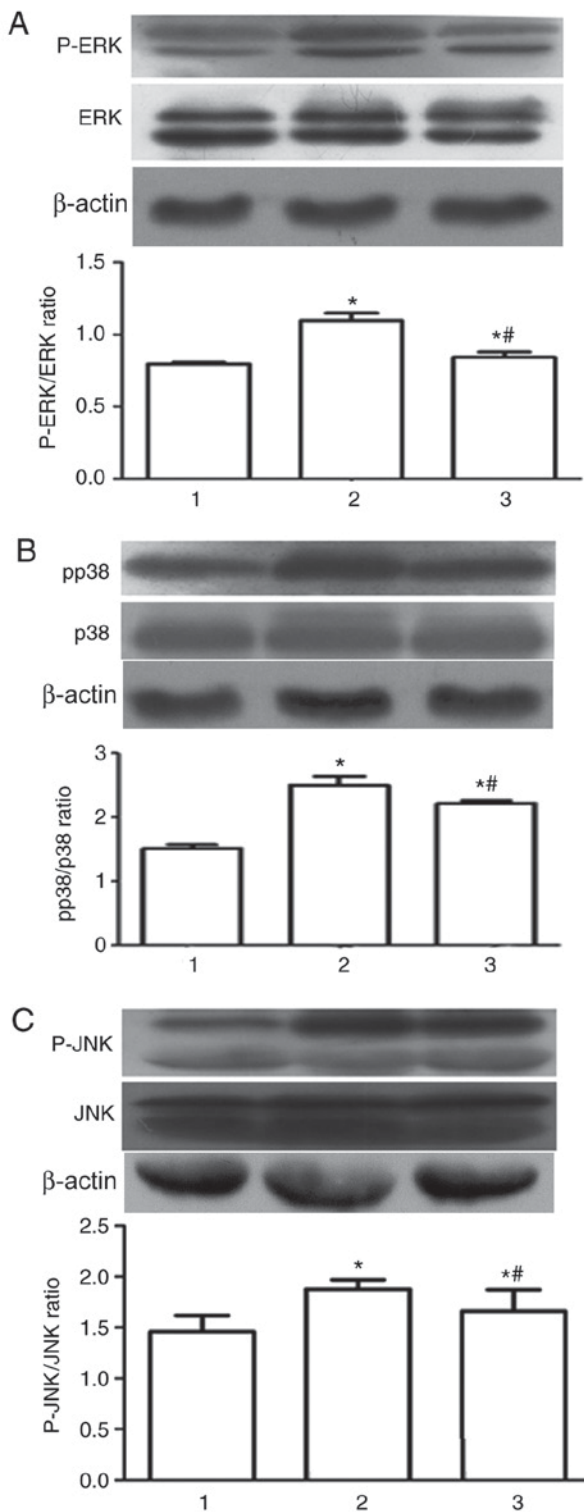 A
P-ERK
ERK
β-actin
P-ERK/ERK ratio
1.5
1.0
0.5
0.0
*
*#
1 2 3
B
pp38
p38
β-actin
pp38/p38 ratio
3
2
1
0
*
*#
1 2 3
C
P-JNK
JNK
β-actin
P-JNK/JNK ratio
2.5
2.0
1.5
1.0
0.5
0.0
*
*#
1 2 3